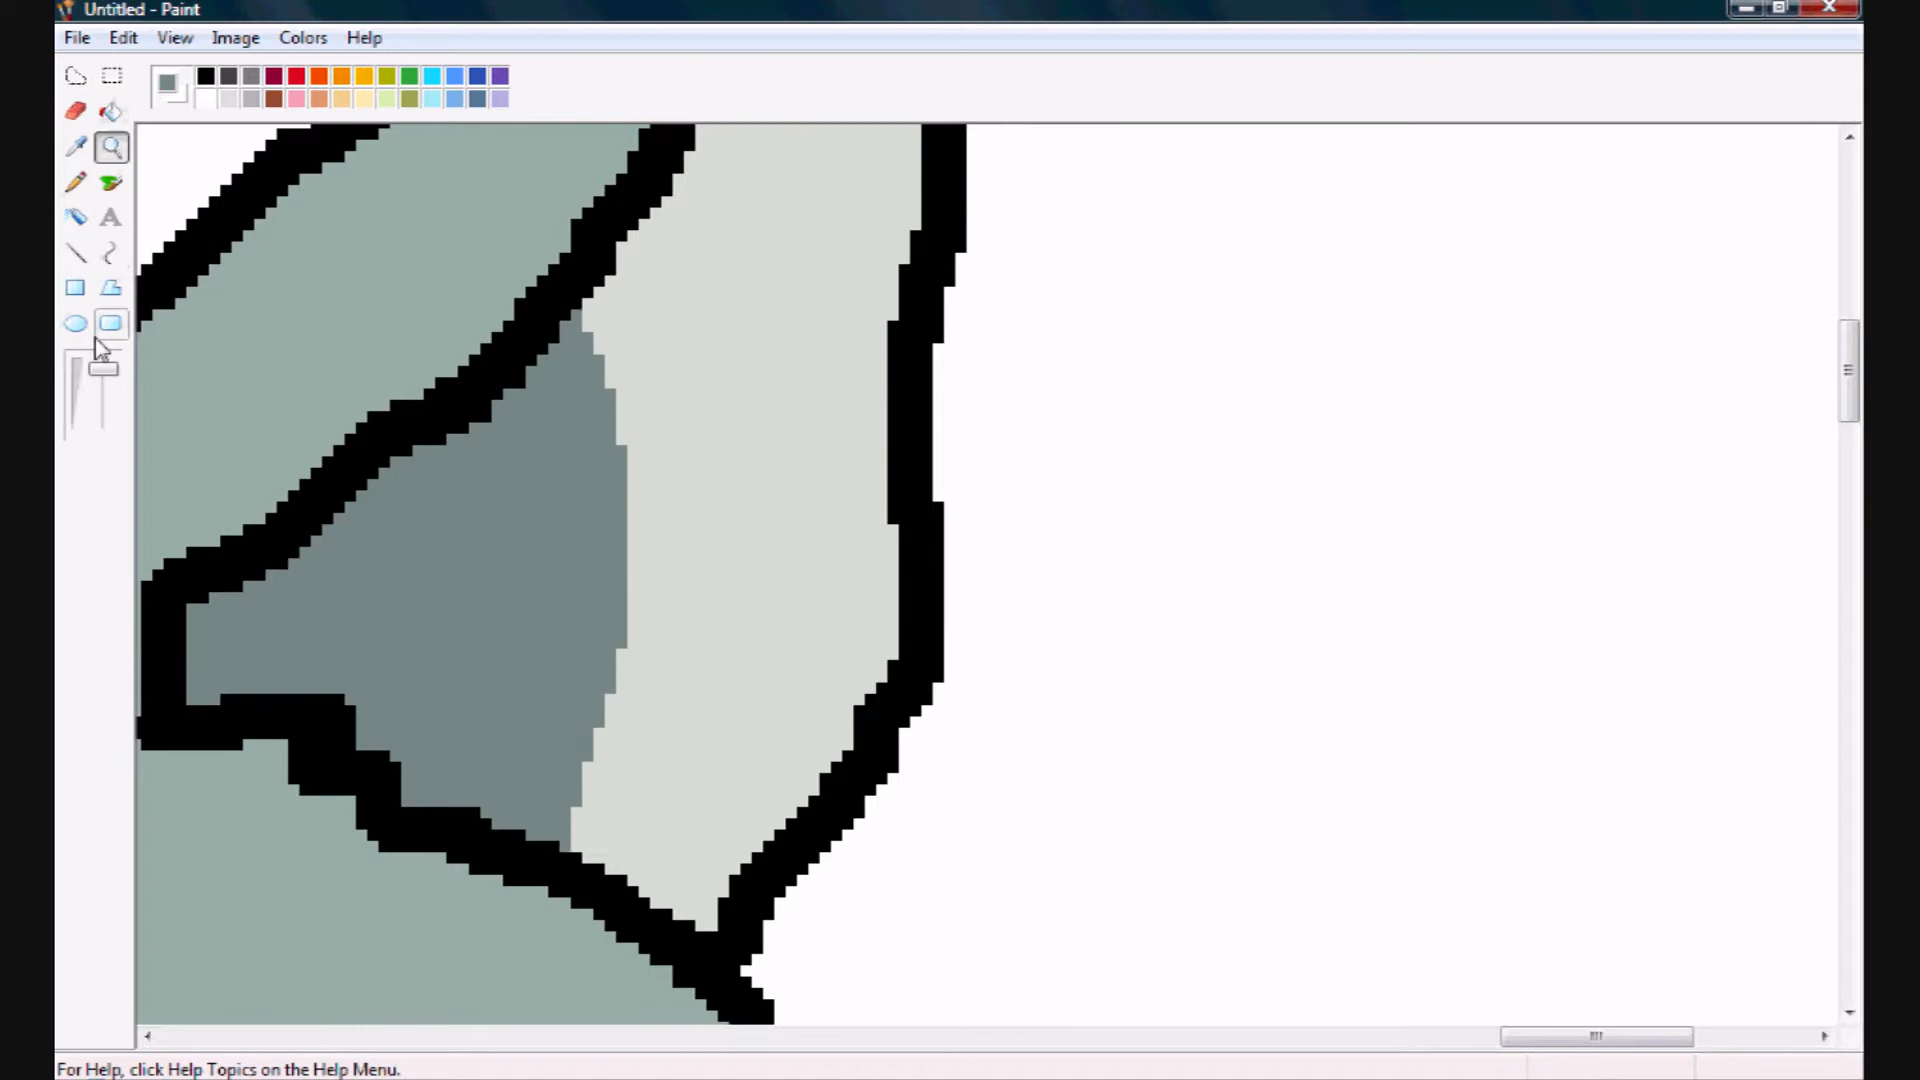 Untitled - Paint
File Edit View Image Colors Help
A
For Help, click Help Topics on the Help Menu.